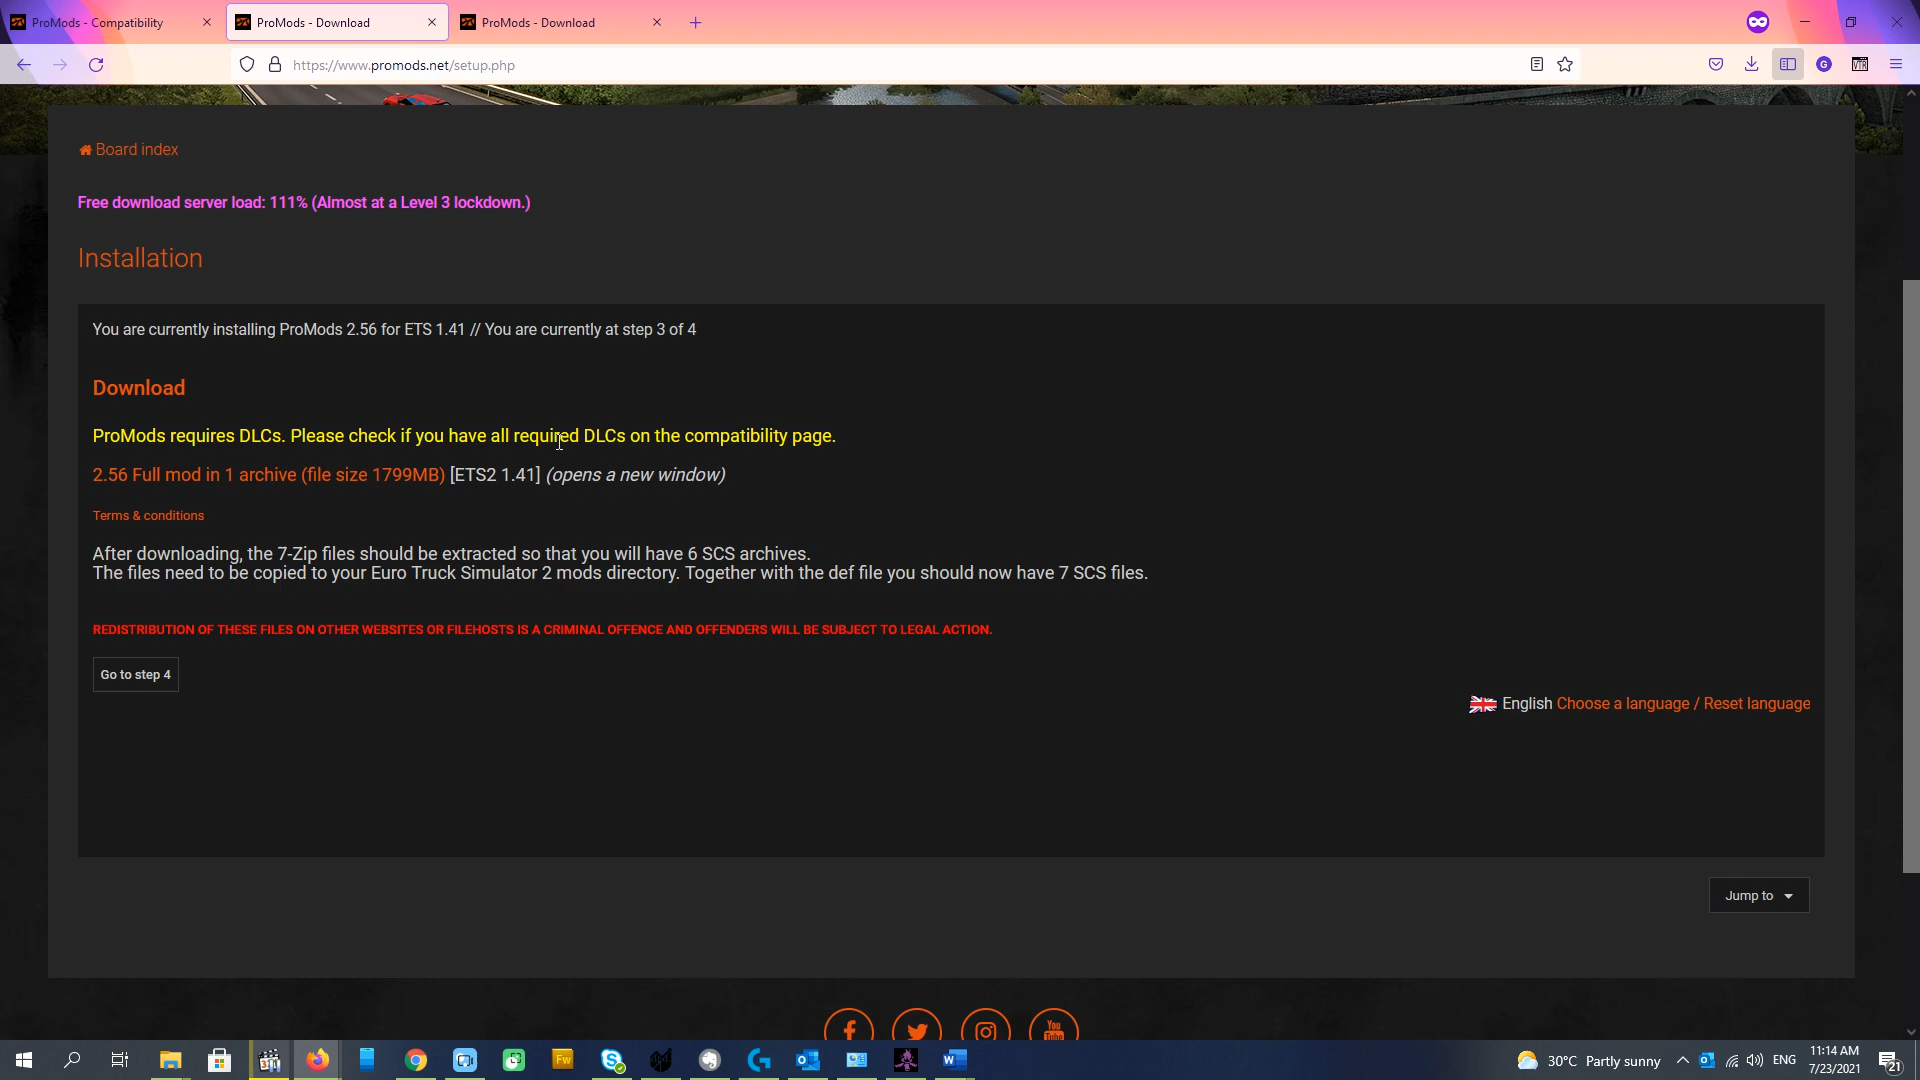 ProMods - Compatibility
ProMods - Download
ProMods - Download
https://www.promods.net/setup.php
G
VTR
Board index
Free download server load: 111% (Almost at a Level 3 lockdown.)
Installation
You are currently installing ProMods 2.56 for ETS 1.41 // You are currently at step 3 of 4
Download
ProMods requires DLCs. Please check if you have all required DLCs on the compatibility page.
2.56 Full mod in 1 archive (file size 1799MB) [ETS2 1.41] (opens a new window)
Terms & conditions
After downloading, the 7-Zip files should be extracted so that you will have 6 SCS archives.
The files need to be copied to your Euro Truck Simulator 2 mods directory. Together with the def file you should now have 7 SCS files.
REDISTRIBUTION OF THESE FILES ON OTHER WEBSITES OR FILEHOSTS IS A CRIMINAL OFFENCE AND OFFENDERS WILL BE SUBJECT TO LEGAL ACTION.
Go to step 4
English Choose a language / Reset language
Jump to
You
Fw
30°C Partly sunny
ENG
11:14 AM
7/23/2021
21